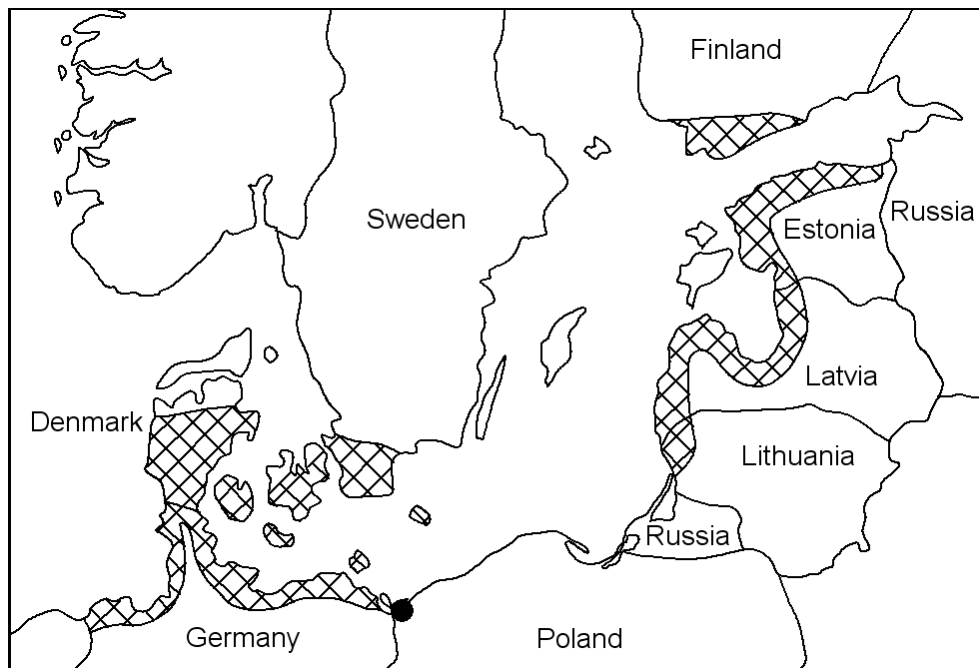 Finland
Sweden
Estonia
Russia
Denmark
Latvia
Lithuania
Russia
Germany
Poland